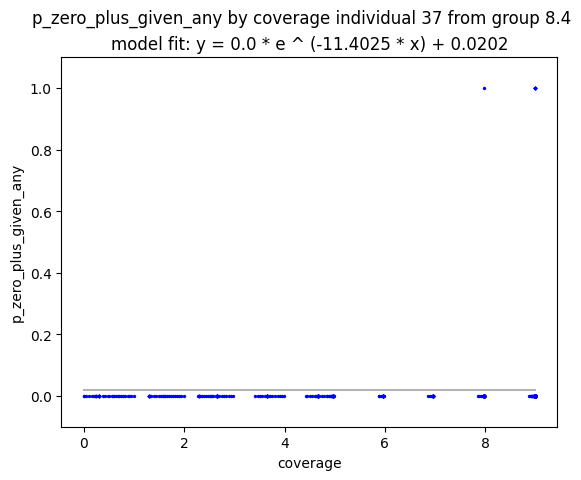 p_zero_plus_given_any by coverage individual 37 from group 8.4
model fit: y = 0.0 * e ^ (-11.4025 * x) + 0.0202
1.0
0.8
0.6
0.4
0.2
0.0
p_zero_plus_given_any
0 2 4 6 8
coverage